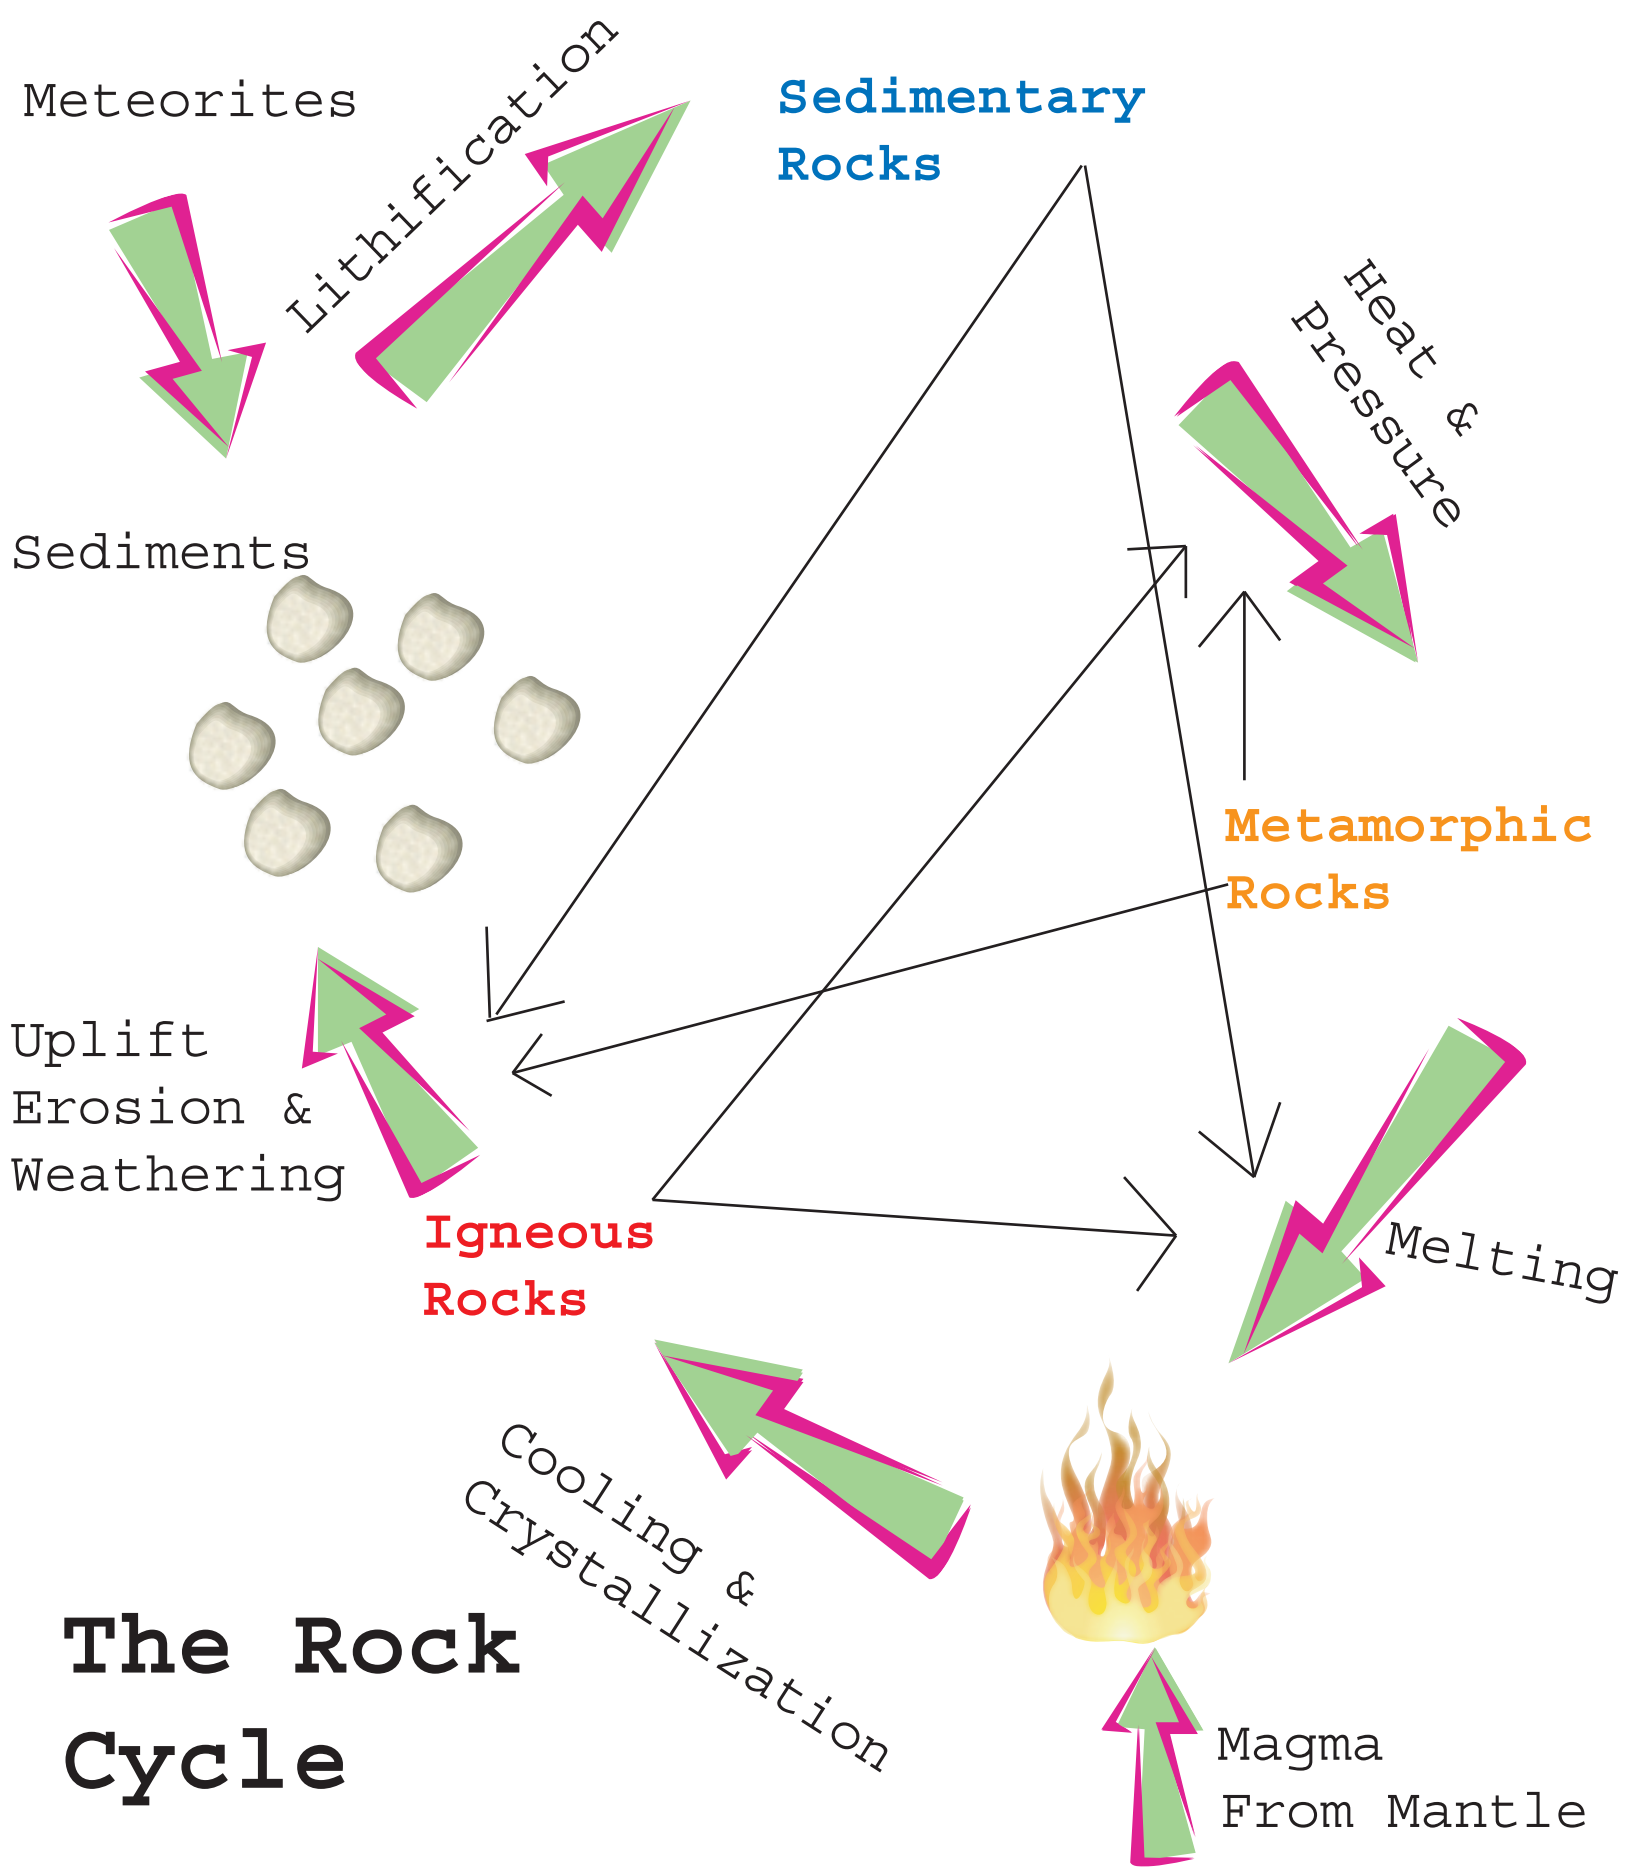 Meteorites
Lithification
Sedimentary
Rocks
Heat &
Pressure
Sediments
Metamorphic
Rocks
Uplift
Erosion &
Weathering
Igneous
Rocks
Melting
Cooling &
Crystallization
The Rock
Cycle
Magma
From Mantle